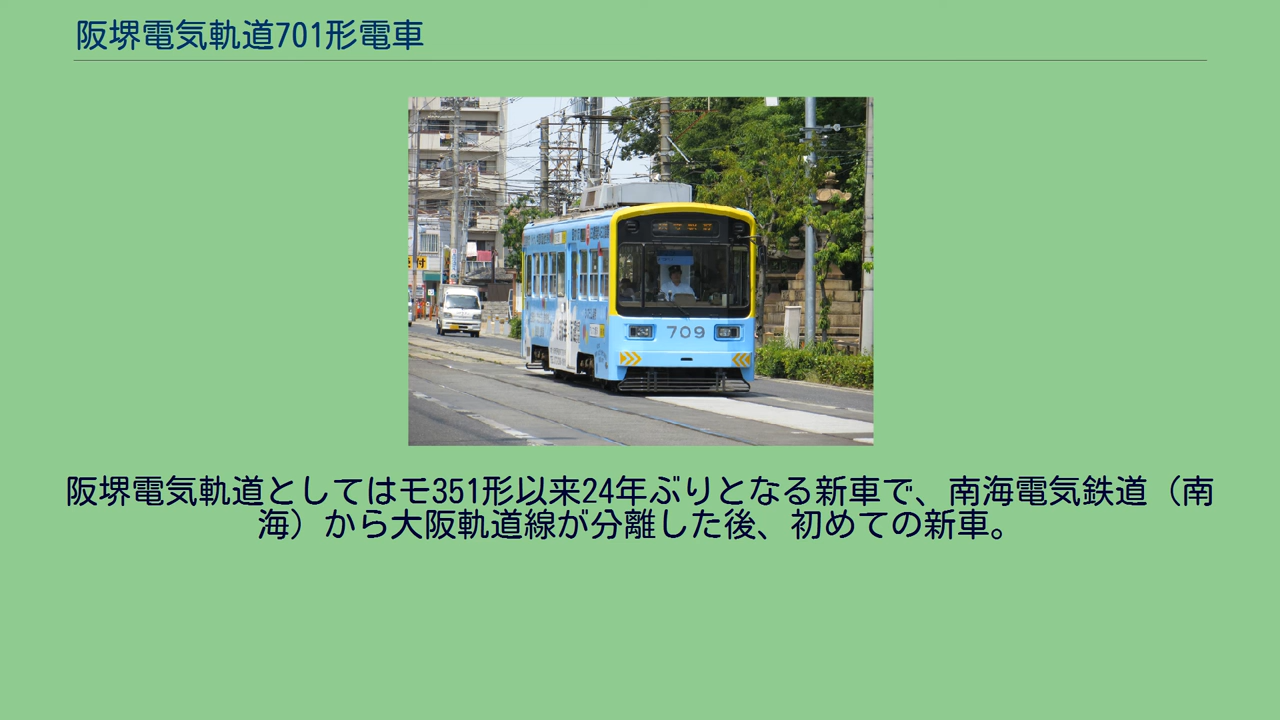 阪堺電気軌道701形電車
709
阪堺電気軌道としてはモ351形以来24年ぶりとなる新車で、南海電気鉄道（南
海）から大阪軌道線が分離した後、初めての新車。